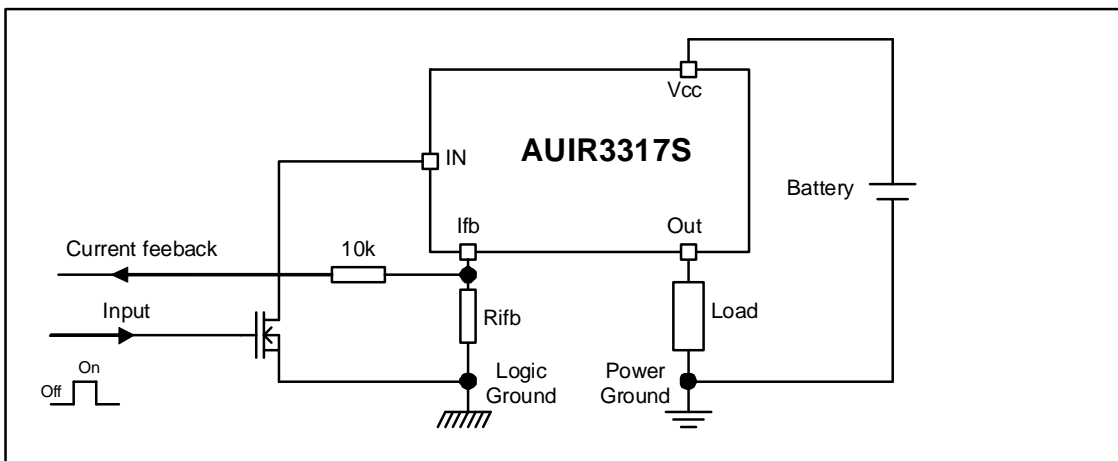 Vcc
AUIR3317S
IN
Battery
Ifb
Out
Current feeback
10k
Input
Rifb
Load
On
Off
Logic
Ground
Power
Ground